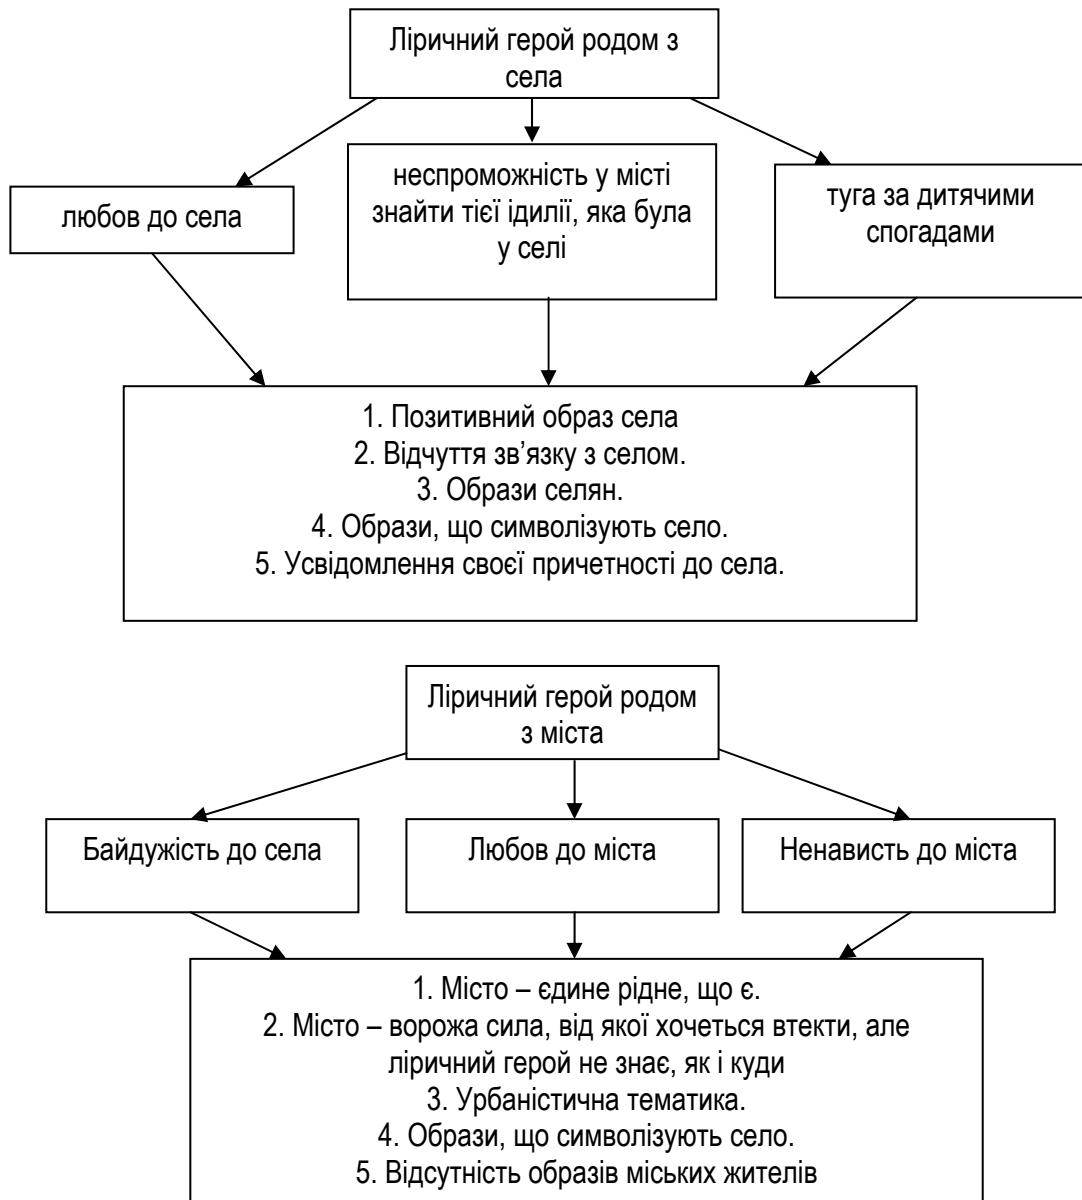 Ліричний герой родом з
села
любов до села
неспроможність у місті
знайти тієї ідилії, яка була
у селі
туга за дитячими
спогадами
1. Позитивний образ села
2. Відчуття зв’язку з селом.
3. Образи селян.
4. Образи, що символізують село.
5. Усвідомлення своєї причетності до села.
Ліричний герой родом
з міста
Байдужість до села
Любов до міста
Ненависть до міста
1. Місто – єдине рідне, що є.
2. Місто – ворожа сила, від якої хочеться втекти, але
ліричний герой не знає, як і куди
3. Урбаністична тематика.
4. Образи, що символізують село.
5. Відсутність образів міських жителів